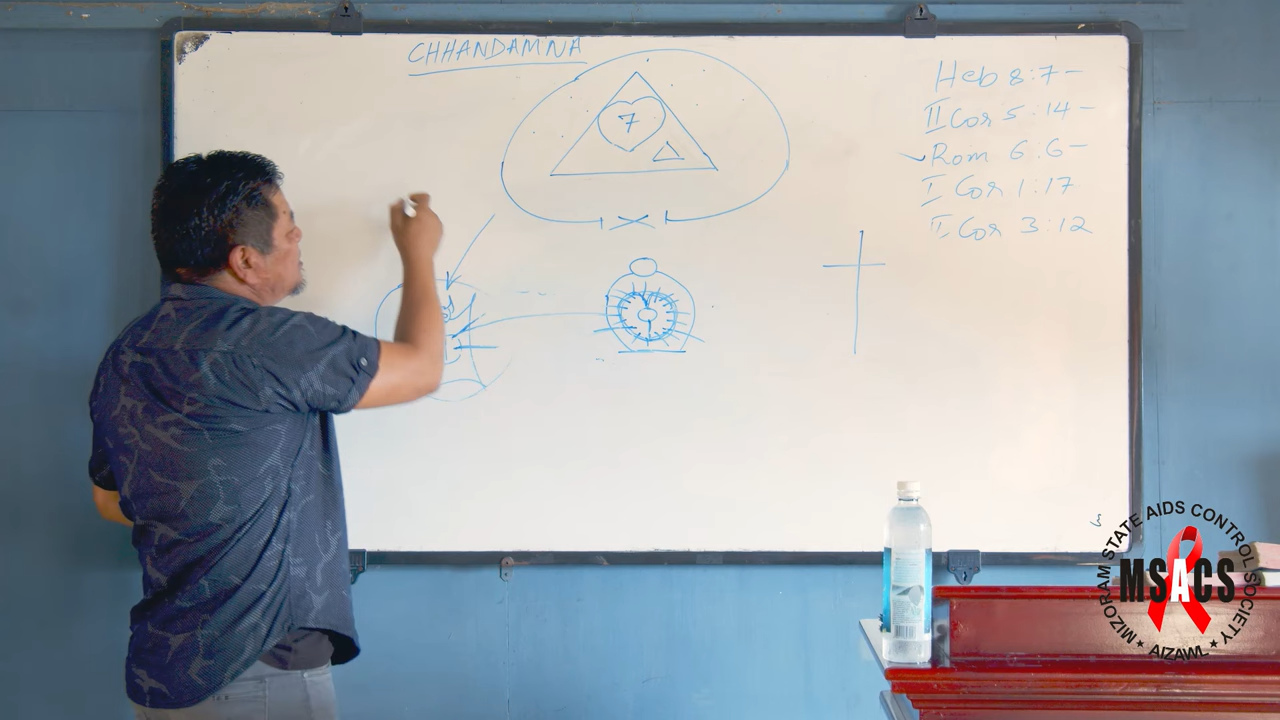 CHHANDAMNA
7
Heb 8:7-
II Cor 5:14-
Rom 6:6-
I Cor 1:17
II Cor 3:12
MIZORAM STATE AIDS CONTROL SOCIETY
MSACS
AIZAWL